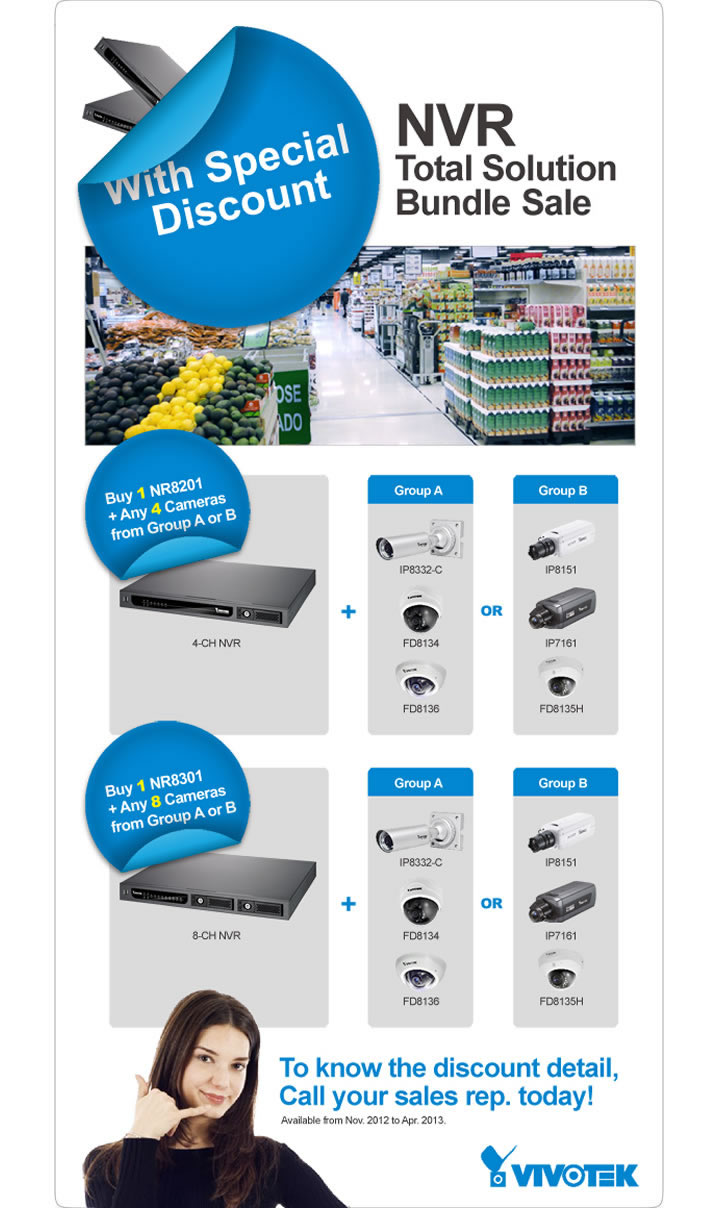 With Special
Discount
NVR
Total Solution
Bundle Sale
OSE
ADO
Buy 1 NR8201
+ Any 4 Cameras
from Group A or B
4-CH NVR
+
Group A
IP8332-C
FD8134
FD8136
OR
Group B
IP8151
IP7161
FD8135H
Buy 1 NR8301
+ Any 8 Cameras
from Group A or B
8-CH NVR
+
Group A
IP8332-C
FD8134
FD8136
OR
Group B
IP8151
IP7161
FD8135H
To know the discount detail,
Call your sales rep. today!
Available from Nov. 2012 to Apr. 2013.
VIVOTEK